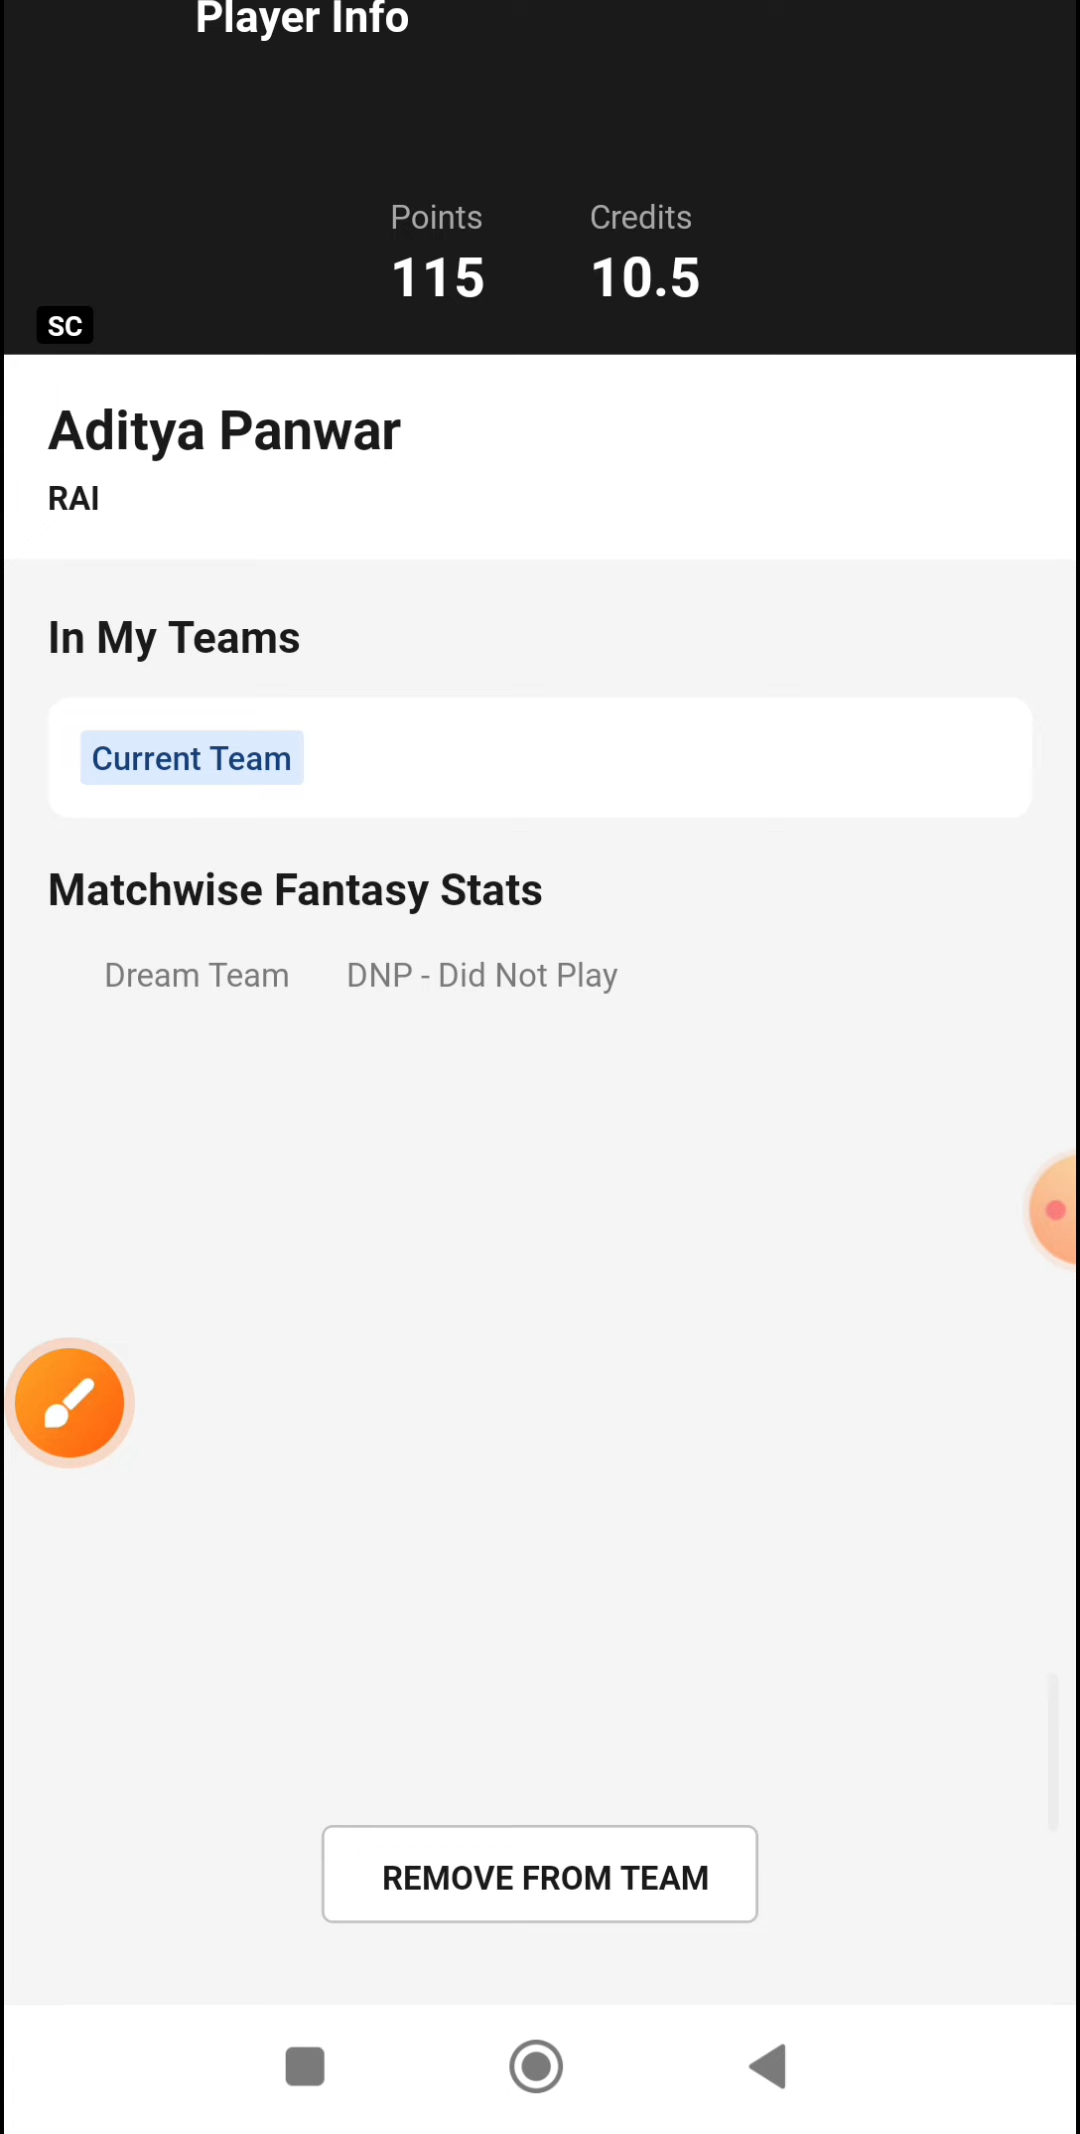 Player Info
Points Credits
115 10.5
SC
Aditya Panwar
RAI
In My Teams
Current Team
Matchwise Fantasy Stats
Dream Team DNP - Did Not Play
REMOVE FROM TEAM